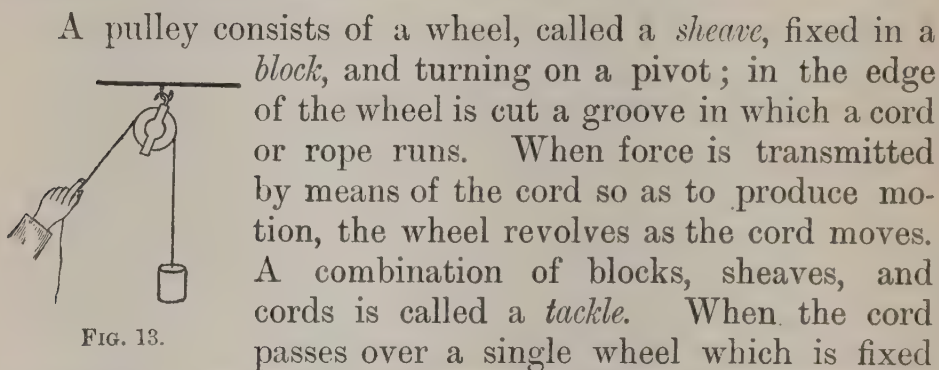 A pulley consists of a wheel, called a sheave, fixed in a
block, and turning on a pivot; in the edge
of the wheel is cut a groove in which a cord
or rope runs. When force is transmitted
by means of the cord so as to produce mo-
tion, the wheel revolves as the cord moves.
A combination of blocks, sheaves, and
cords is called a tackle. When the cord
passes over a single wheel which is fixed
FIG. 13.